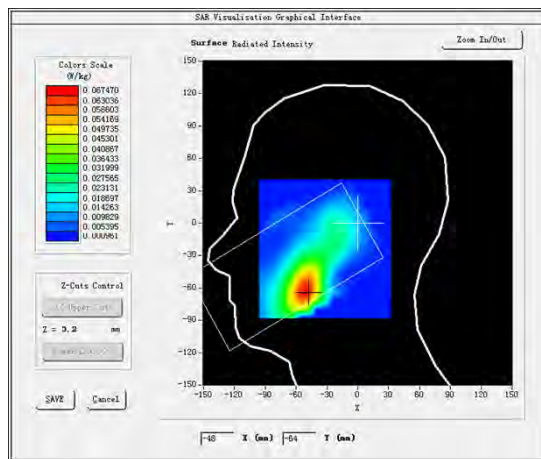 SAR Visualisation Graphical Interface
Surface Radiated Intensity
Zoom In/Out
Colors Scale
(W/kg)
0.067470
0.063036
0.058603
0.054169
0.049735
0.045301
0.040867
0.036433
0.031999
0.027565
0.023131
0.018697
0.014263
0.009829
0.005395
0.000961
150
120
90
60
30
0
-30
-60
-90
-120
-150
Y
-150 -120 -90 -60 -30 0 30 60 90 120 150
X
Z-Cuts Control
Z = 3.2 mm
SAVE
Cancel
-48 X (mm) -64 Y (mm)